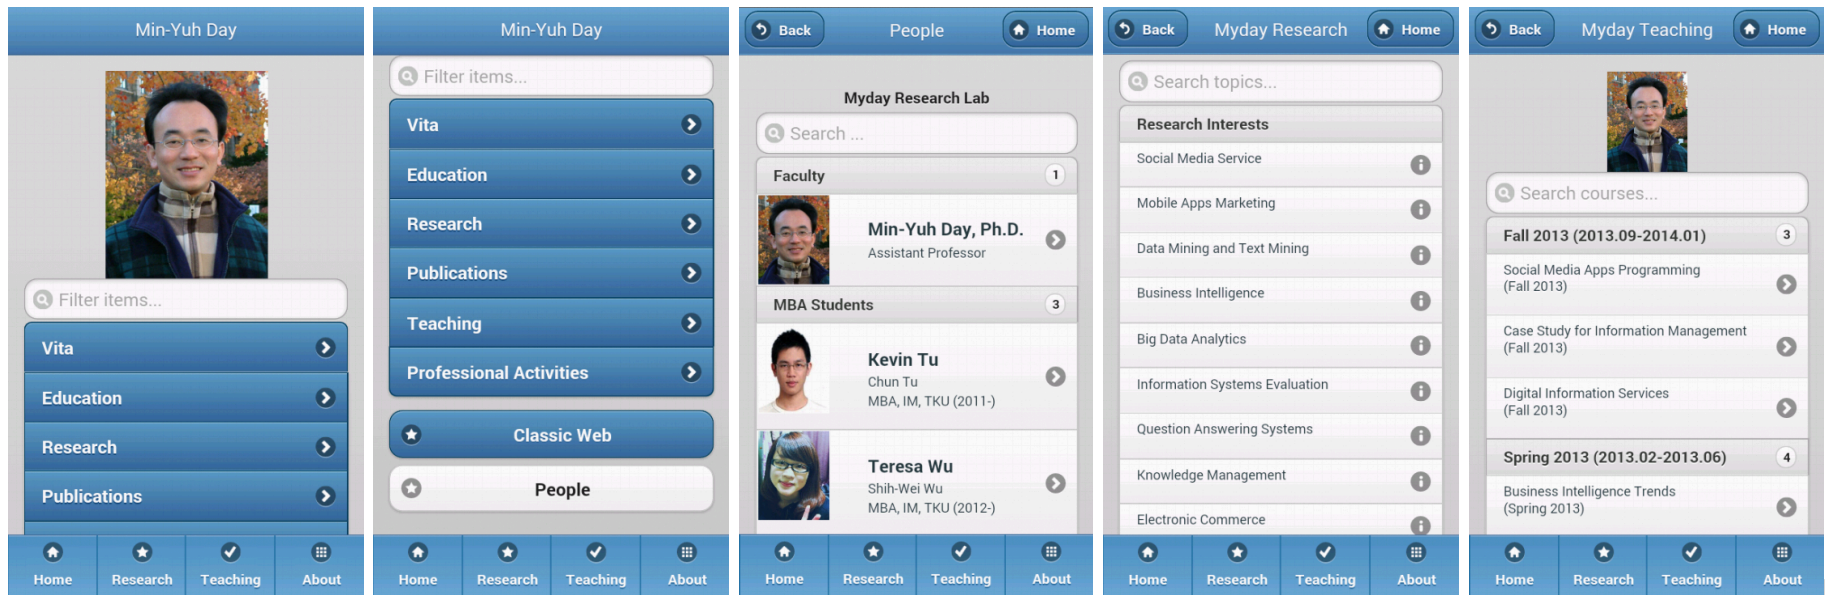 Min-Yuh Day
Filter items...
Vita
Education
Research
Publications
Home
Research
Teaching
About
Min-Yuh Day
Filter items...
Vita
Education
Research
Publications
Teaching
Professional Activities
Classic Web
People
Home
Research
Teaching
About
Back
People
Home
Myday Research Lab
Search ...
Faculty
1
Min-Yuh Day, Ph.D.
Assistant Professor
MBA Students
3
Kevin Tu
Chun Tu
MBA, IM, TKU (2011-)
Teresa Wu
Shih-Wei Wu
MBA, IM, TKU (2012-)
Home
Research
Teaching
About
Back
Myday Research
Home
Search topics...
Research Interests
Social Media Service
Mobile Apps Marketing
Data Mining and Text Mining
Business Intelligence
Big Data Analytics
Information Systems Evaluation
Question Answering Systems
Knowledge Management
Electronic Commerce
Home
Research
Teaching
About
Back
Myday Teaching
Home
Search courses...
Fall 2013 (2013.09-2014.01)
3
Social Media Apps Programming
(Fall 2013)
Case Study for Information Management
(Fall 2013)
Digital Information Services
(Fall 2013)
Spring 2013 (2013.02-2013.06)
4
Business Intelligence Trends
(Spring 2013)
Home
Research
Teaching
About